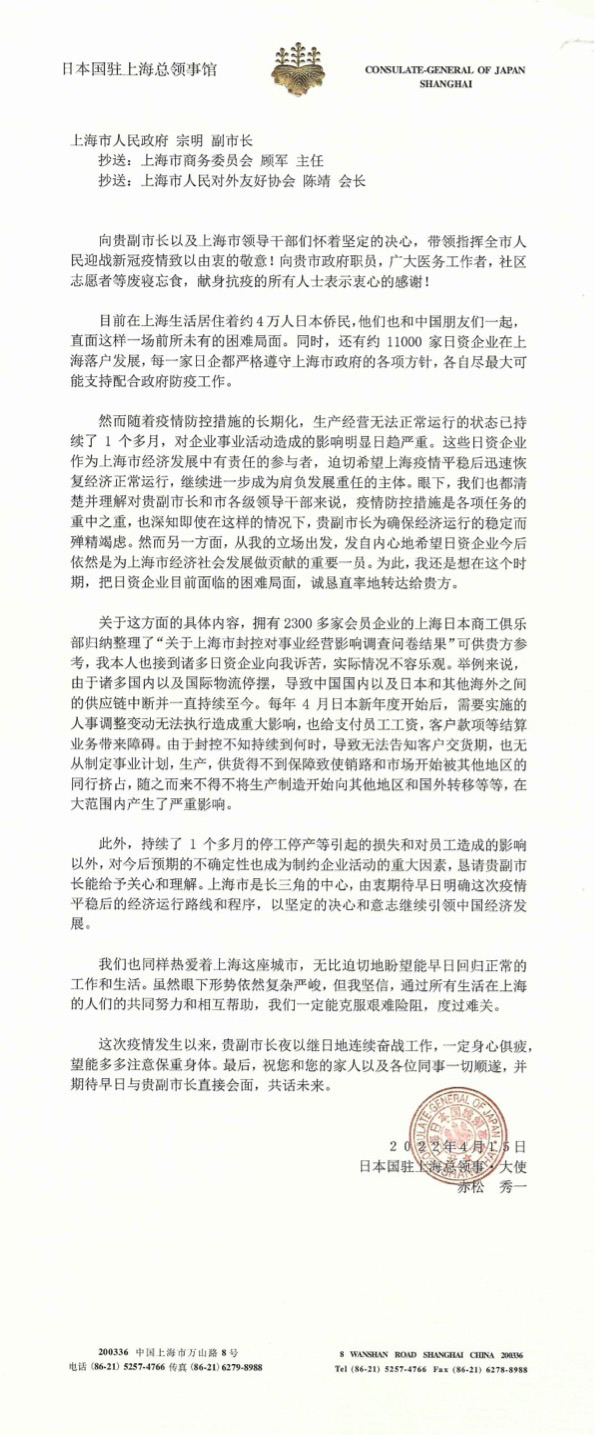 日本国驻上海总领事馆
CONSULATE-GENERAL OF JAPAN
SHANGHAI
上海市人民政府 宗明 副市长
抄送：上海市商务委员会 顾军 主任
抄送：上海市人民对外友好协会 陈靖 会长
向贵副市长以及上海市领导干部们怀着坚定的决心，带领指挥全市人
民迎战新冠疫情致以由衷的敬意！向贵市政府职员，广大医务工作者，社区
志愿者等废寝忘食，献身抗疫的所有人士表示衷心的感谢！
目前在上海生活居住着约 4 万人日本侨民，他们也和中国朋友们一起，
直面这样一场前所未有的困难局面。同时，还有约 11000 家日资企业在上
海落户发展，每一家日企都严格遵守上海市政府的各项方针，各自尽最大可
能支持配合政府防疫工作。
然而随着疫情防控措施的长期化，生产经营无法正常运行的状态已持
续了 1 个多月，对企业事业活动造成的影响明显日趋严重。这些日资企业
作为上海市经济发展中有责任的参与者，迫切希望上海疫情平稳后迅速恢
复经济正常运行，继续进一步成为肩负发展重任的主体。眼下，我们也都清
楚并理解对贵副市长和市各级领导干部来说，疫情防控措施是各项任务的
重中之重，也深知即使在这样的情况下，贵副市长为确保经济运行的稳定而
殚精竭虑。然而另一方面，从我的立场出发，发自内心地希望日资企业今后
依然是为上海市经济社会发展做贡献的重要一员。为此，我还是想在这个时
期，把日资企业目前面临的困难局面，诚恳直率地转达给贵方。
关于这方面的具体内容，拥有 2300 多家会员企业的上海日本商工俱乐
部归纳整理了“关于上海市封控对事业经营影响调查问卷结果”可供贵方参
考，我本人也接到诸多日资企业向我诉苦，实际情况不容乐观。举例来说，
由于诸多国内以及国际物流停摆，导致中国国内以及日本和其他海外之间
的供应链中断并一直持续至今。每年 4 月日本新年度开始后，需要实施的
人事调整变动无法执行造成重大影响，也给支付员工工资，客户款项等结算
业务带来障碍。由于封控不知持续到何时，导致无法告知客户交货期，也无
从制定事业计划，生产，供货得不到保障致使销路和市场开始被其他地区的
同行挤占，随之而来不得不将生产制造开始向其他地区和国外转移等等，在
大范围内产生了严重影响。
此外，持续了 1 个多月的停工停产等引起的损失和对员工造成的影响
以外，对今后预期的不确定性也成为制约企业活动的重大因素，恳请贵副市
长能给予关心和理解。上海市是长三角的中心，由衷期待早日明确这次疫情
平稳后的经济运行路线和程序，以坚定的决心和意志继续引领中国经济发
展。
我们也同样热爱着上海这座城市，无比迫切地盼望能早日回归正常的
工作和生活。虽然眼下形势依然复杂严峻，但我坚信，通过所有生活在上海
的人们的共同努力和相互帮助，我们一定能克服艰难险阻，度过难关。
这次疫情发生以来，贵副市长夜以继日地连续奋战工作，一定身心俱疲，
望能多多注意保重身体。最后，祝您和您的家人以及各位同事一切顺遂，并
期待早日与贵副市长直接会面，共话未来。
2022年4月15日
日本国驻上海总领事・大使
赤松 秀一
CONSULATE-GENERAL OF JAPAN
SHANGHAI
200336 中国上海市万山路 8 号
电话 (86-21) 5257-4766 传真 (86-21) 6279-8988
8 WANSHAN ROAD SHANGHAI CHINA 200336
Tel (86-21) 5257-4766 Fax (86-21) 6278-8988